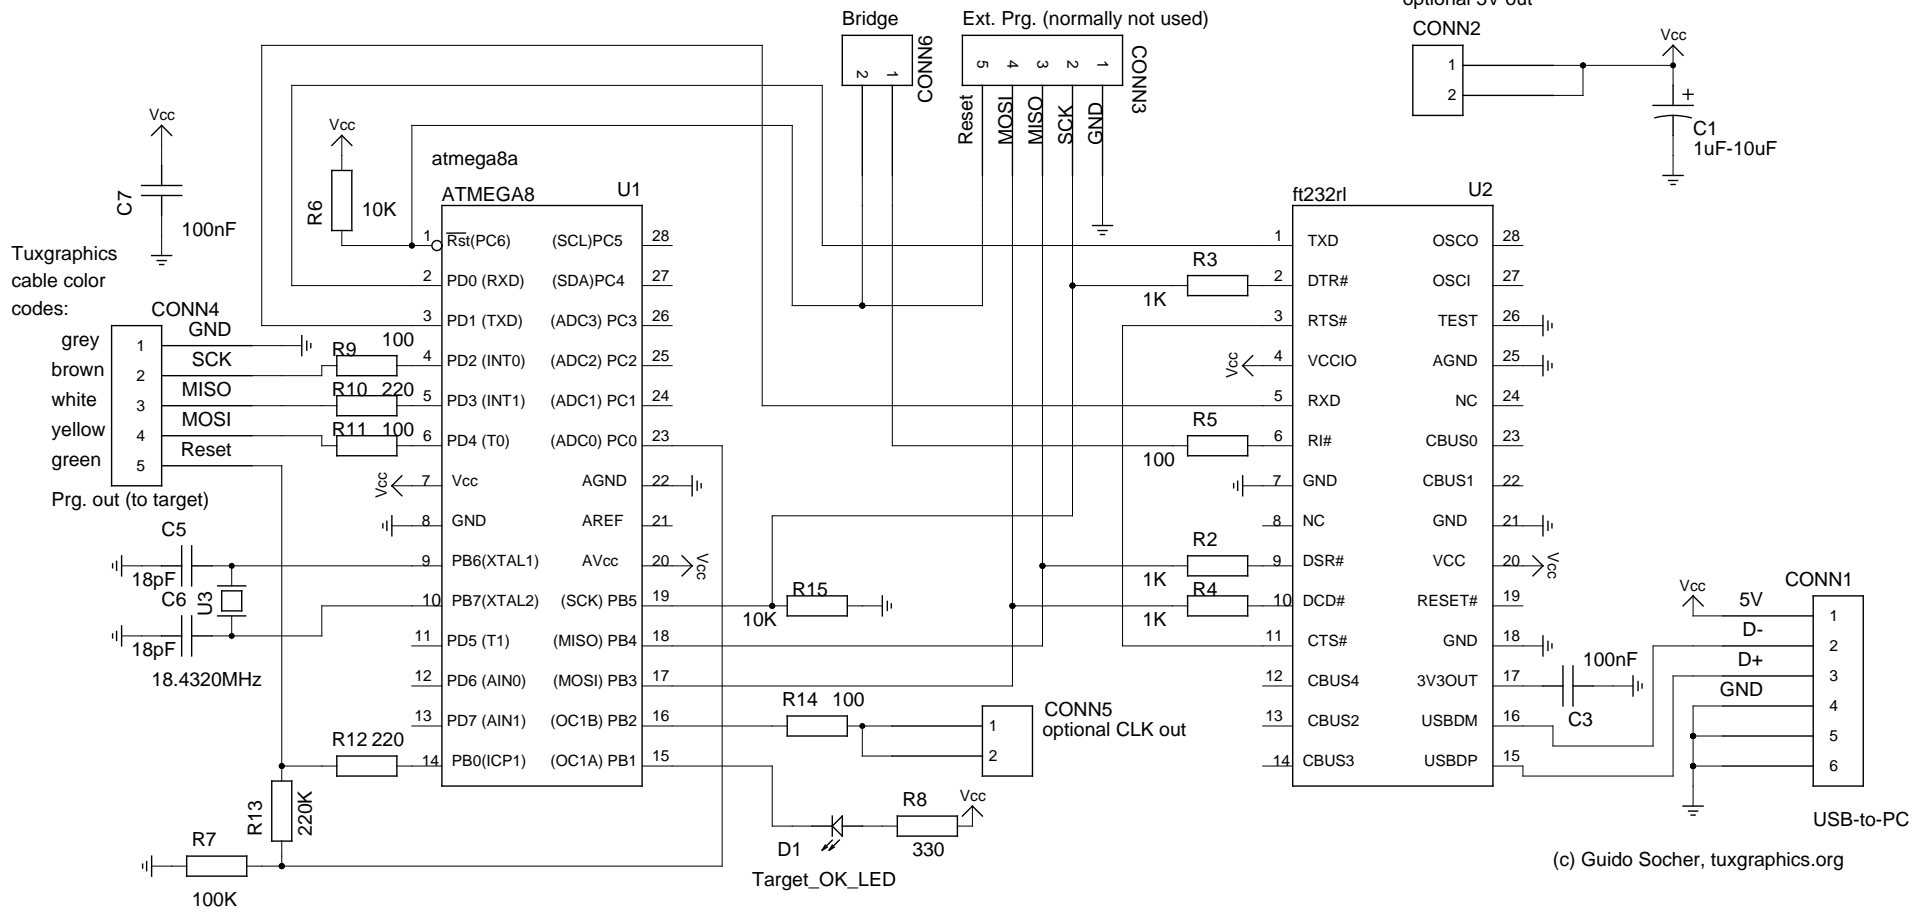 optional 5V out
Bridge
Ext. Prg. (normally not used)
CONN2
CONN6
2
1
CONN3
5
4
3
2
1
Reset
MOSI
MISO
SCK
GND
1
2
Vcc
+
C1
1uF-10uF
Vcc
C7
100nF
Vcc
R6
10K
atmega8a
ATMEGA8
U1
1
Rst(PC6)
(SCL)PC5
28
2
PD0 (RXD)
(SDA)PC4
27
3
PD1 (TXD)
(ADC3) PC3
26
4
PD2 (INT0)
(ADC2) PC2
25
5
PD3 (INT1)
(ADC1) PC1
24
6
PD4 (T0)
(ADC0) PC0
23
Vcc
7
Vcc
AGND
22
8
GND
AREF
21
9
PB6(XTAL1)
AVcc
20
Vcc
10
PB7(XTAL2)
(SCK) PB5
19
11
PD5 (T1)
(MISO) PB4
18
12
PD6 (AIN0)
(MOSI) PB3
17
13
PD7 (AIN1)
(OC1B) PB2
16
14
PB0(ICP1)
(OC1A) PB1
15
Tuxgraphics
cable color
codes:
CONN4
grey
1
GND
brown
2
SCK
white
3
MISO
yellow
4
MOSI
green
5
Reset
Prg. out (to target)
R9
100
R10
220
R11
100
C5
18pF
C6
18pF
U3
18.4320MHz
R12
220
R13
220K
R7
100K
R15
10K
R14
100
CONN5
optional CLK out
1
2
D1
Target_OK_LED
R8
330
Vcc
R3
1K
R5
100
R2
1K
R4
1K
ft232rl
U2
1
TXD
OSCO
28
2
DTR#
OSCI
27
3
RTS#
TEST
26
Vcc
4
VCCIO
AGND
25
5
RXD
NC
24
6
RI#
CBUS0
23
7
GND
CBUS1
22
8
NC
GND
21
9
DSR#
VCC
20
Vcc
10
DCD#
RESET#
19
11
CTS#
GND
18
12
CBUS4
3V3OUT
17
13
CBUS2
USBDM
16
14
CBUS3
USBDP
15
100nF
C3
CONN1
Vcc
5V
1
D-
2
D+
3
GND
4
5
6
USB-to-PC
(c) Guido Socher, tuxgraphics.org